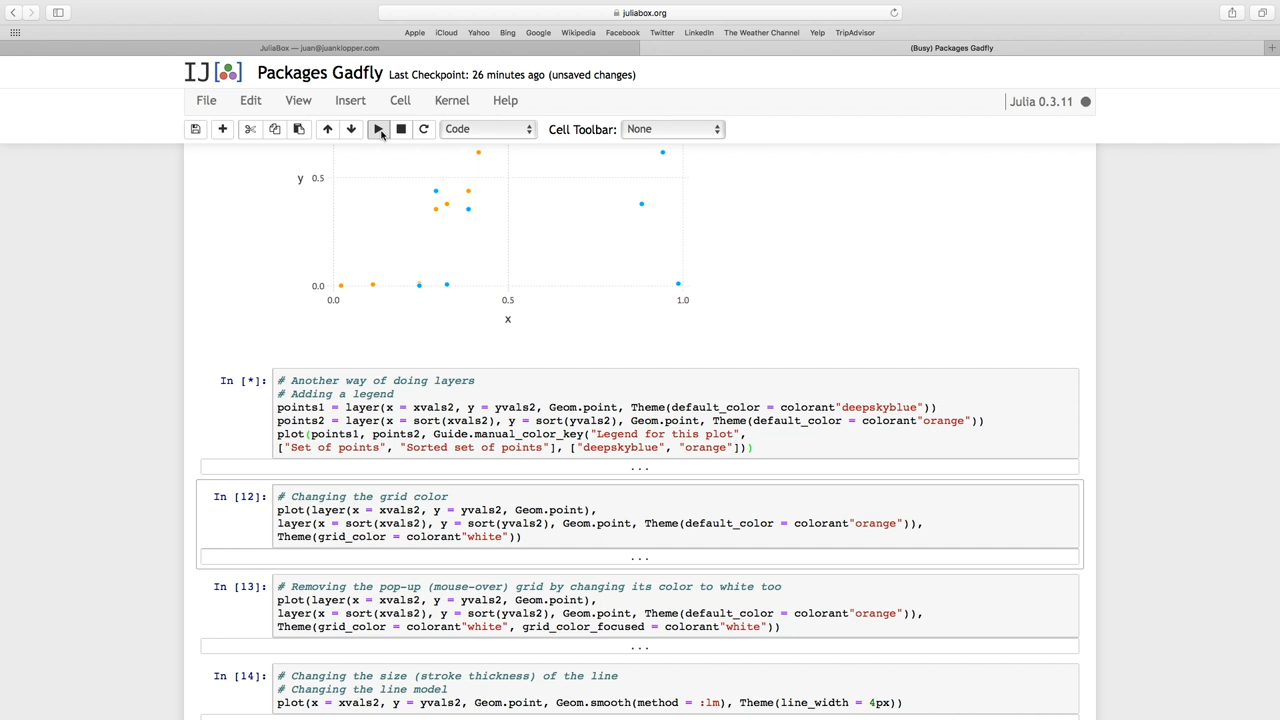 juliabox.org
Apple iCloud Yahoo Bing Google Wikipedia Facebook Twitter LinkedIn The Weather Channel Yelp TripAdvisor
JuliaBox — juan@juanklopper.com
(Busy) Packages Gadfly
IJ Packages Gadfly Last Checkpoint: 26 minutes ago (unsaved changes)
File Edit View Insert Cell Kernel Help
Julia 0.3.11
Code Cell Toolbar: None
y 0.5
0.0
0.0 0.5 1.0
x
In [*]: # Another way of doing layers
# Adding a legend
points1 = layer(x = xvals2, y = yvals2, Geom.point, Theme(default_color = colorant"deepskyblue"))
points2 = layer(x = sort(xvals2), y = sort(yvals2), Geom.point, Theme(default_color = colorant"orange"))
plot(points1, points2, Guide.manual_color_key("Legend for this plot",
["Set of points", "Sorted set of points"], ["deepskyblue", "orange"]))
...
In [12]: # Changing the grid color
plot(layer(x = xvals2, y = yvals2, Geom.point),
layer(x = sort(xvals2), y = sort(yvals2), Geom.point, Theme(default_color = colorant"orange")),
Theme(grid_color = colorant"white"))
...
In [13]: # Removing the pop-up (mouse-over) grid by changing its color to white too
plot(layer(x = xvals2, y = yvals2, Geom.point),
layer(x = sort(xvals2), y = sort(yvals2), Geom.point, Theme(default_color = colorant"orange")),
Theme(grid_color = colorant"white", grid_color_focused = colorant"white"))
...
In [14]: # Changing the size (stroke thickness) of the line
# Changing the line model
plot(x = xvals2, y = yvals2, Geom.point, Geom.smooth(method = :lm), Theme(line_width = 4px))